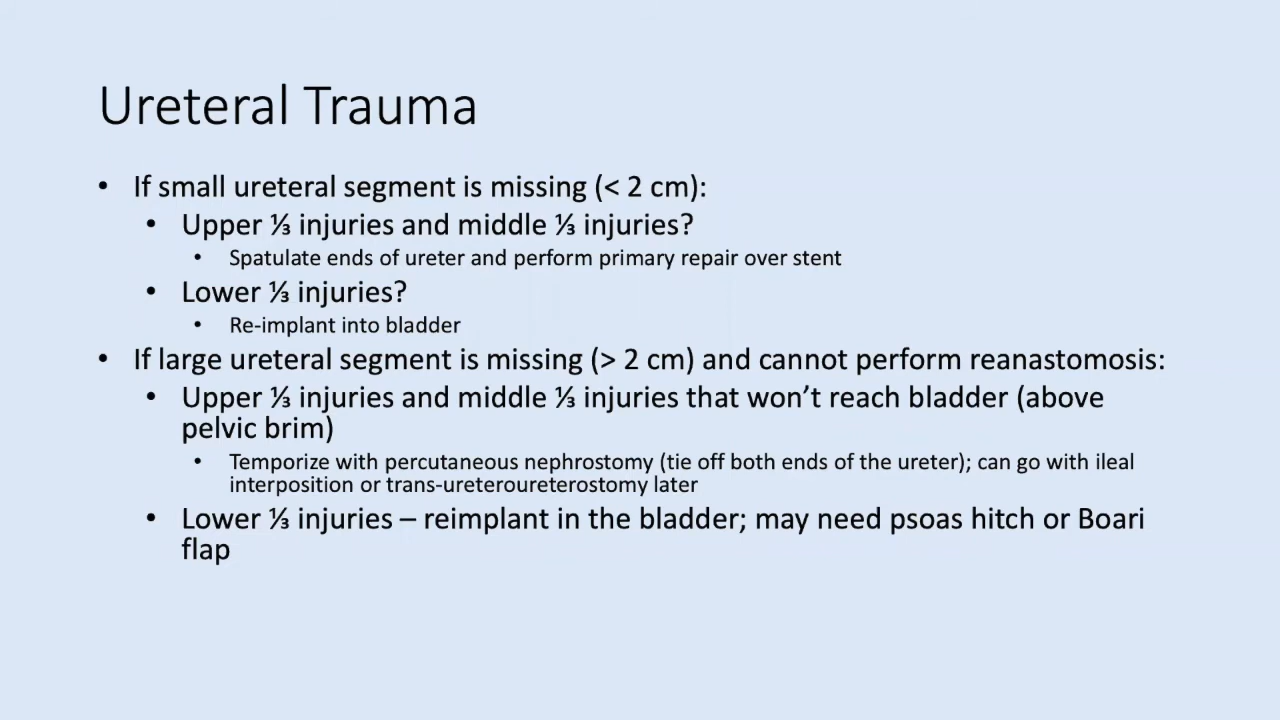 Ureteral Trauma
• If small ureteral segment is missing (< 2 cm):
• Upper ⅓ injuries and middle ⅓ injuries?
• Spatulate ends of ureter and perform primary repair over stent
• Lower ⅓ injuries?
• Re-implant into bladder
• If large ureteral segment is missing (> 2 cm) and cannot perform reanastomosis:
• Upper ⅓ injuries and middle ⅓ injuries that won’t reach bladder (above
pelvic brim)
• Temporize with percutaneous nephrostomy (tie off both ends of the ureter); can go with ileal
interposition or trans-ureteroureterostomy later
• Lower ⅓ injuries – reimplant in the bladder; may need psoas hitch or Boari
flap